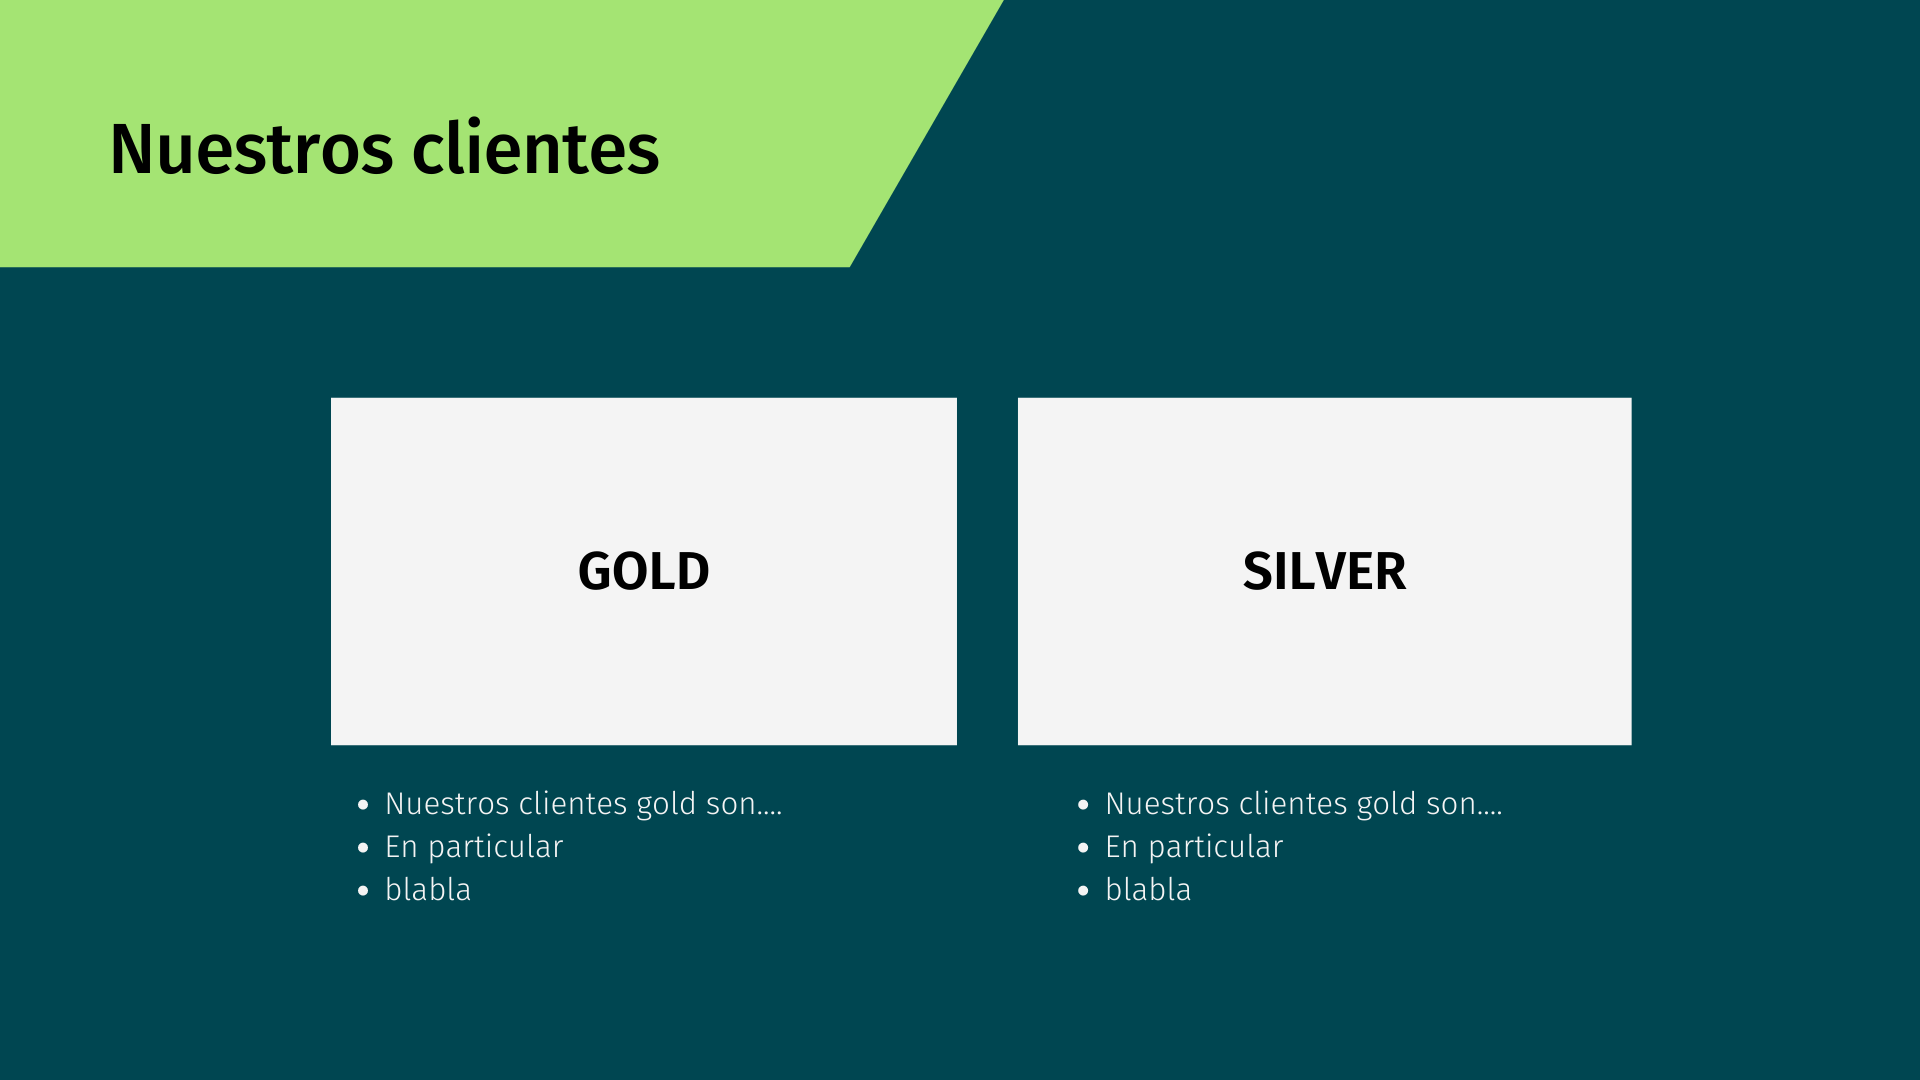 Nuestros clientes
GOLD
SILVER
• Nuestros clientes gold son....
• En particular
• blabla
• Nuestros clientes gold son....
• En particular
• blabla